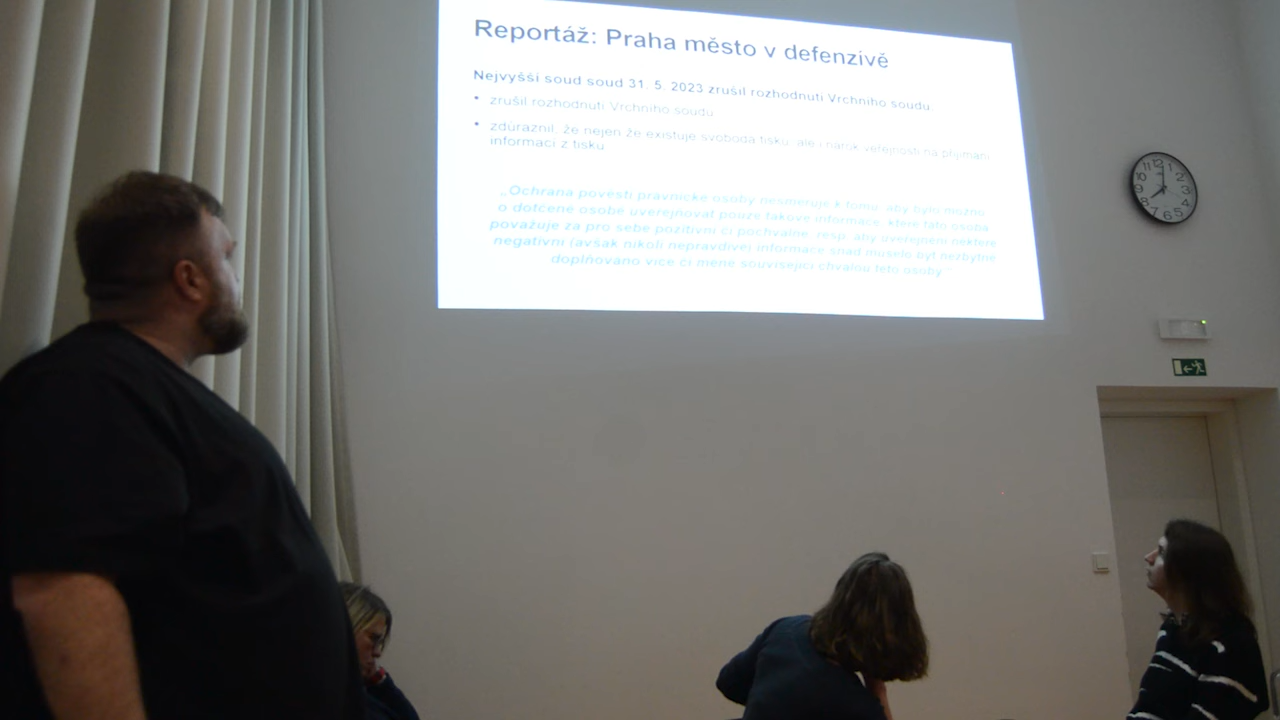 Reportáž: Praha město v defenzivě
Nejvyšší soud soud 31. 5. 2023 zrušil rozhodnutí Vrchního soudu.
• zrušil rozhodnutí Vrchního soudu
• zdůraznil, že nejen že existuje svoboda tisku, ale i nárok veřejnosti na přijímání
informací z tisku
„Ochrana pověsti právnické osoby nesměřuje k tomu, aby bylo možno
o dotčené osobě uveřejňovat pouze takové informace, které tato osoba
považuje za pro sebe pozitivní či pochvalné, resp. aby uveřejnění některé
negativní (avšak nikoli nepravdivé) informace snad muselo být nezbytně
doplňováno více či méně související chválou této osoby.“